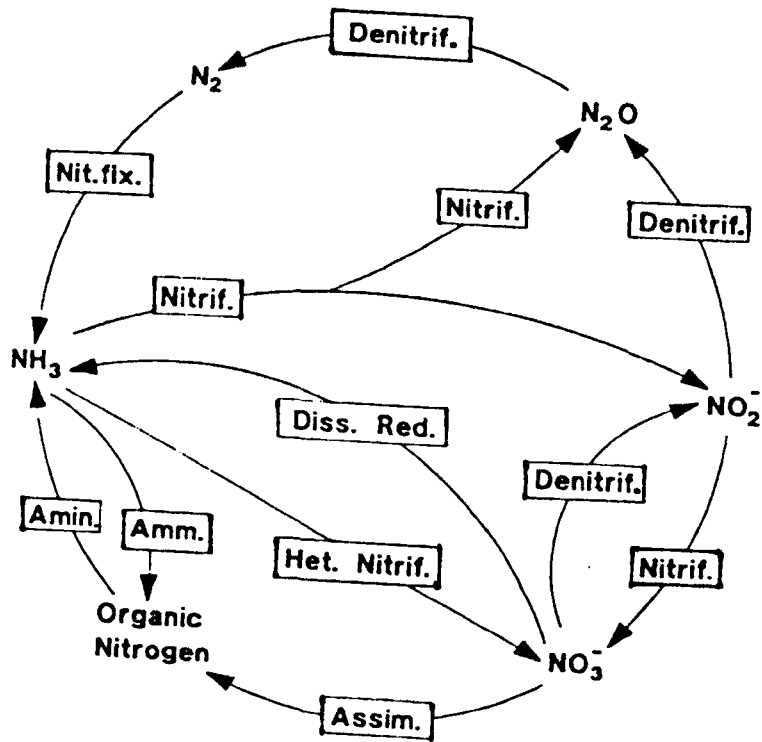 Denitrif.
N₂
N₂O
Nit.fix.
Nitrif.
Denitrif.
Nitrif.
NH₃
NO₂⁻
Diss. Red.
Denitrif.
Amin.
Amm.
Het. Nitrif.
Nitrif.
Organic
Nitrogen
NO₃⁻
Assim.